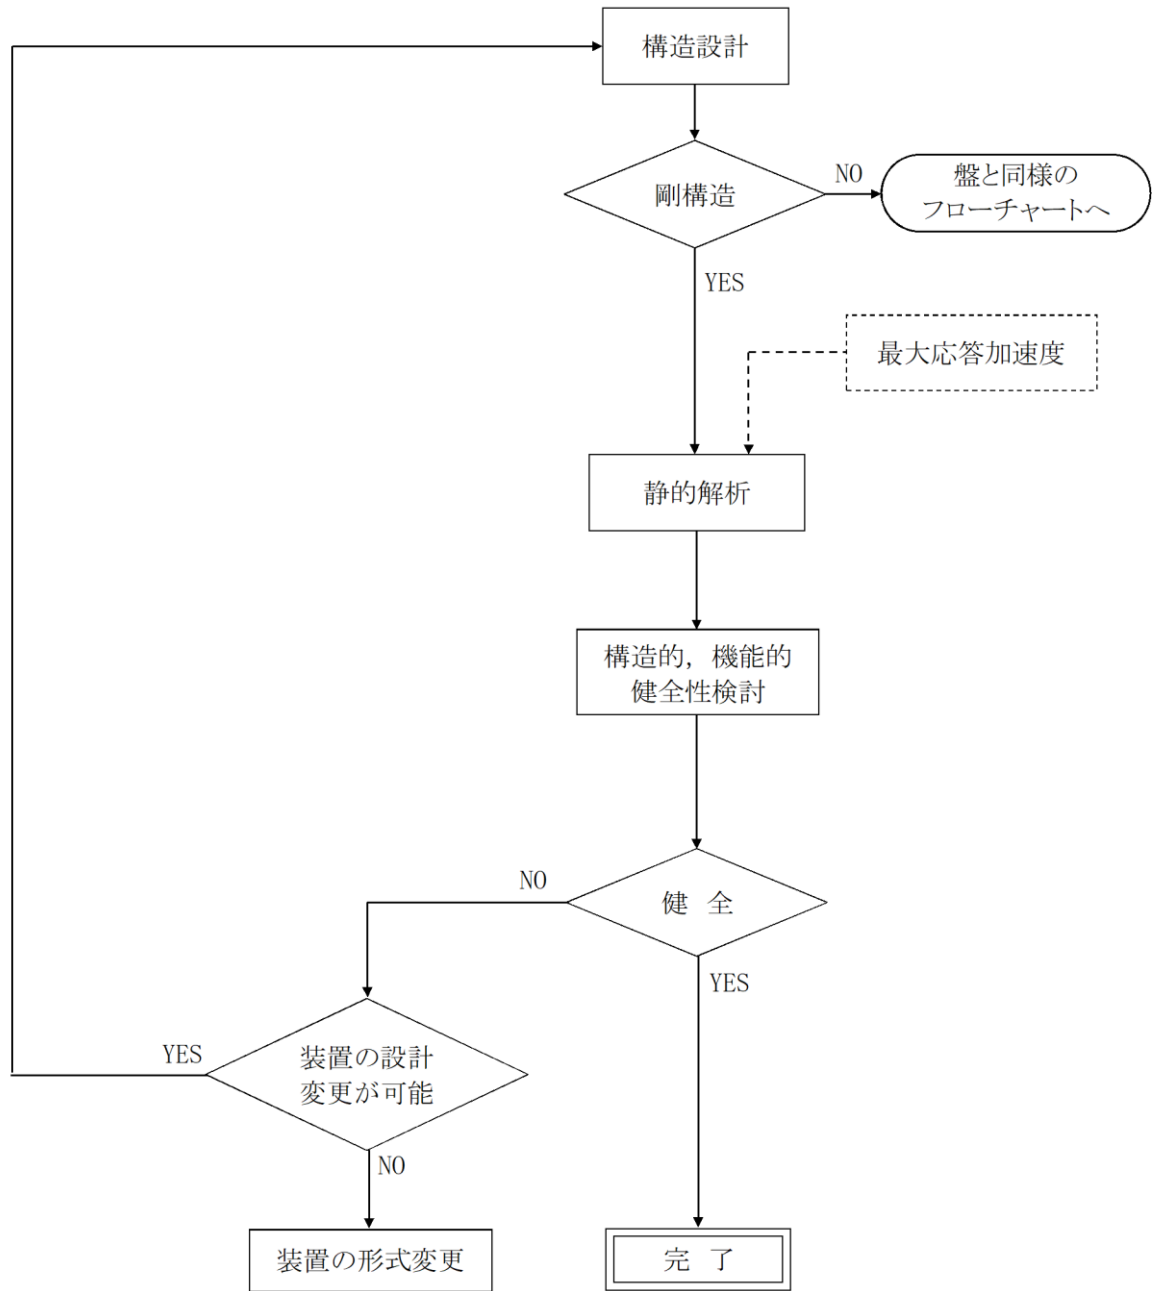 構造設計
剛構造
NO
盤と同様の
フローチャートへ
YES
最大応答加速度
静的解析
構造的，機能的
健全性検討
健 全
NO
YES
装置の設計
変更が可能
YES
NO
装置の形式変更
完 了